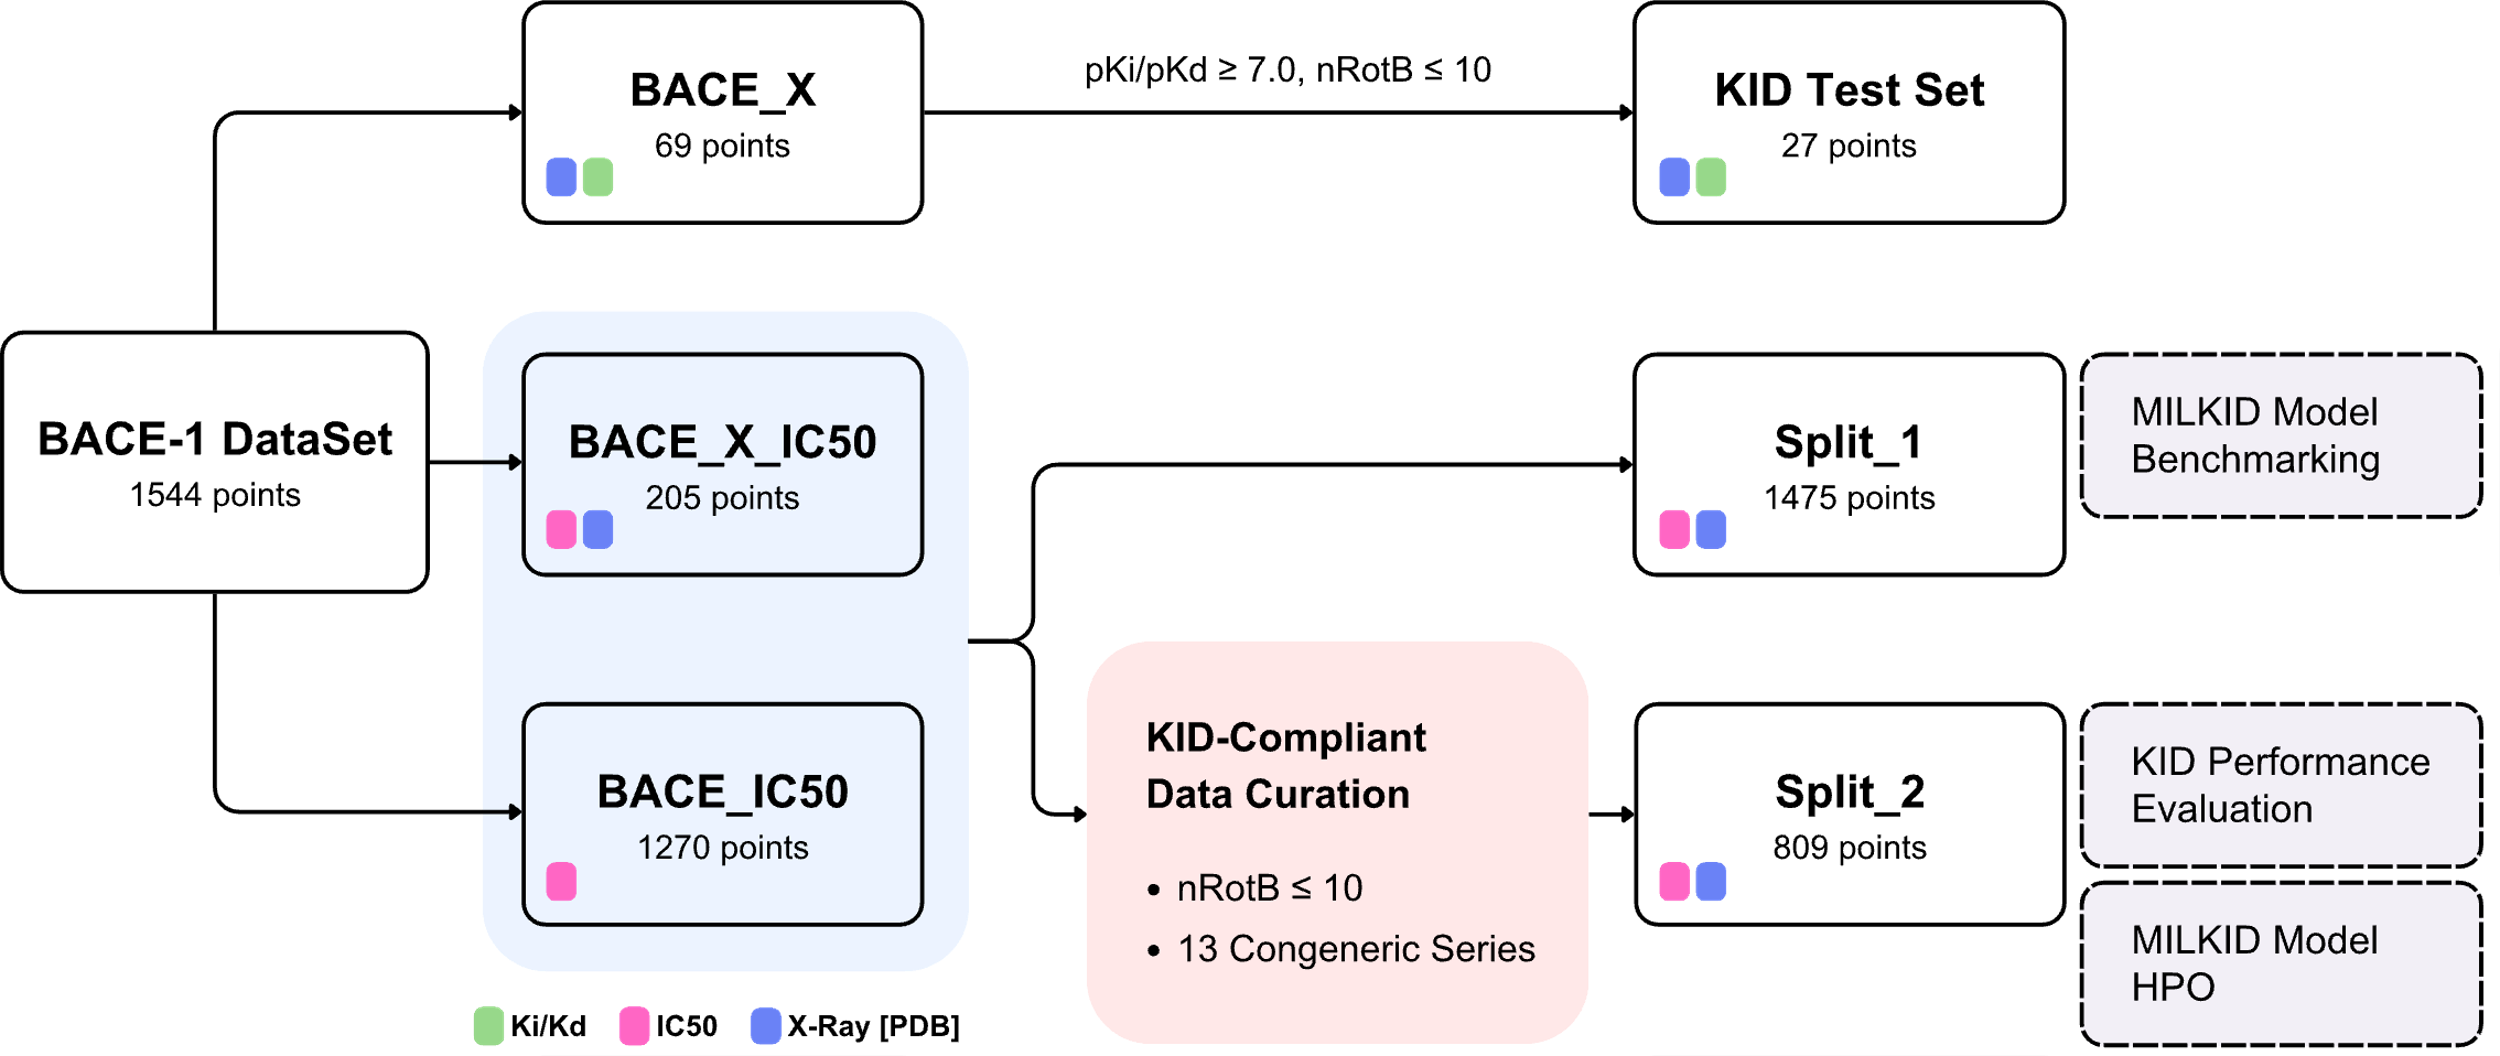 BACE_X
69 points
pKi/pKd ≥ 7.0, nRotB ≤ 10
KID Test Set
27 points
BACE-1 DataSet
1544 points
BACE_X_IC50
205 points
Split_1
1475 points
MILKID Model
Benchmarking
BACE_IC50
1270 points
KID-Compliant
Data Curation
• nRotB ≤ 10
• 13 Congeneric Series
Split_2
809 points
KID Performance
Evaluation
MILKID Model
HPO
Ki/Kd
IC50
X-Ray [PDB]